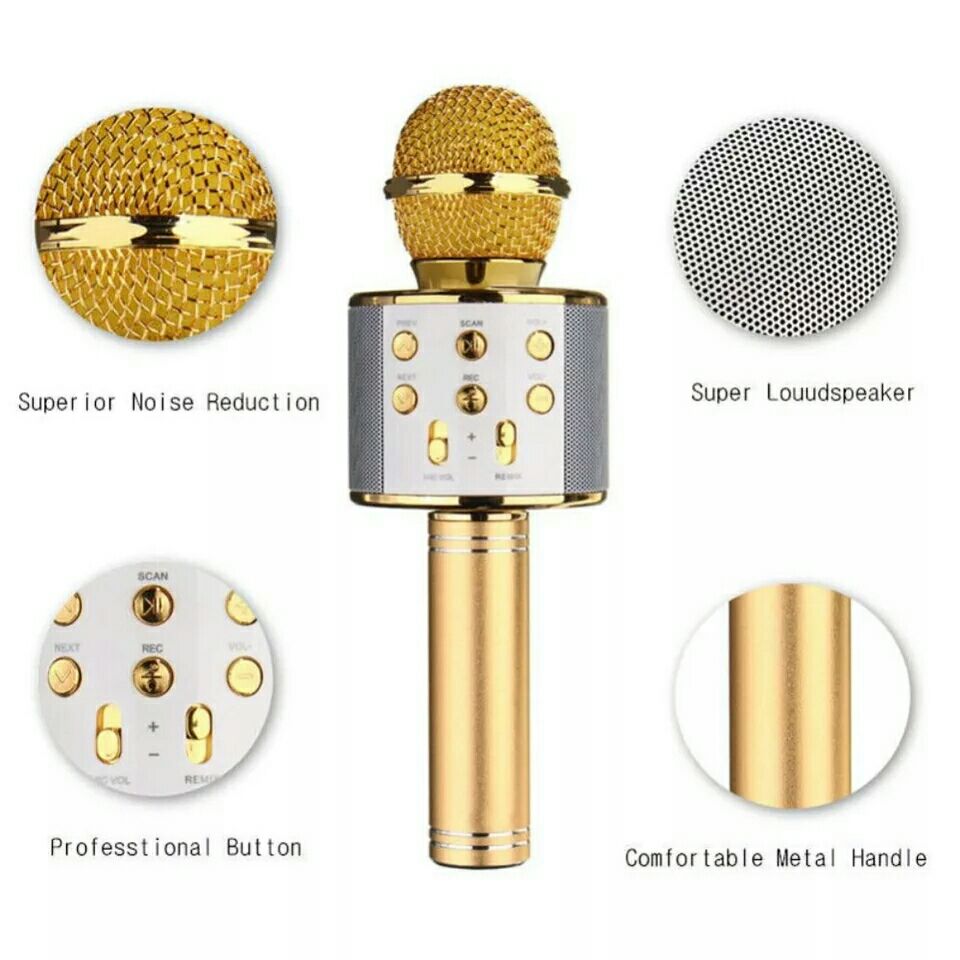 PREV SCAN VOL+
NEXT REC VOL-
+
-
MIC VOL REMIX
Superior Noise Reduction
Super Louudspeaker
SCAN
NEXT REC VOL-
+
-
MIC VOL REMIX
Professtional Button
Comfortable Metal Handle